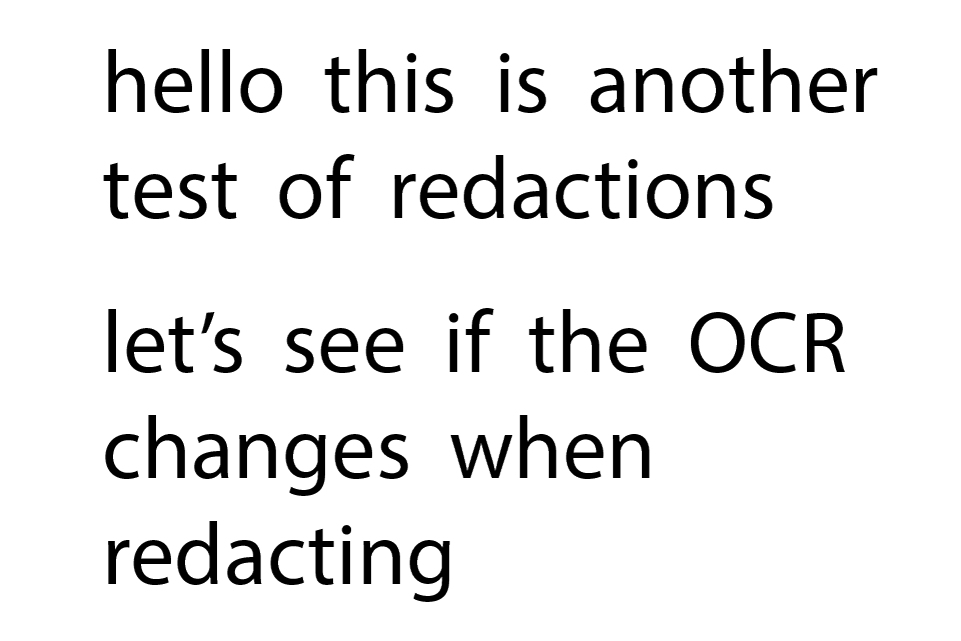 hello this is another
test of redactions
let’s see if the OCR
changes when
redacting